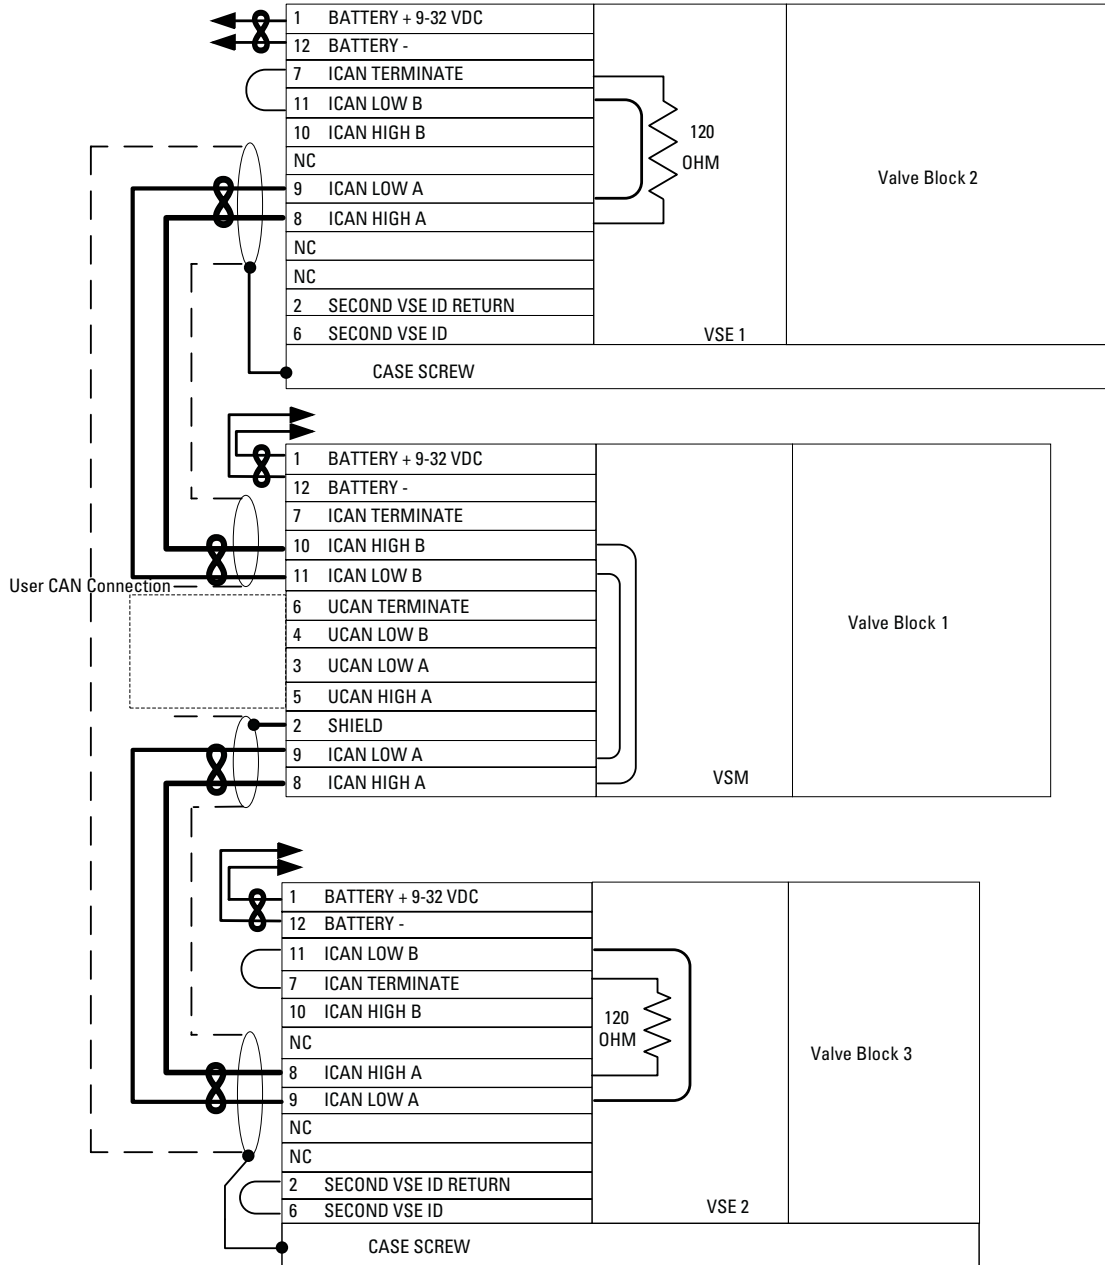 1 BATTERY + 9-32 VDC
12 BATTERY -
7 ICAN TERMINATE
11 ICAN LOW B
10 ICAN HIGH B
NC
9 ICAN LOW A
8 ICAN HIGH A
NC
NC
2 SECOND VSE ID RETURN
6 SECOND VSE ID
CASE SCREW
120
OHM
VSE 1
Valve Block 2
1 BATTERY + 9-32 VDC
12 BATTERY -
7 ICAN TERMINATE
10 ICAN HIGH B
11 ICAN LOW B
User CAN Connection
6 UCAN TERMINATE
4 UCAN LOW B
3 UCAN LOW A
5 UCAN HIGH A
2 SHIELD
9 ICAN LOW A
8 ICAN HIGH A
VSM
Valve Block 1
1 BATTERY + 9-32 VDC
12 BATTERY -
11 ICAN LOW B
7 ICAN TERMINATE
10 ICAN HIGH B
NC
8 ICAN HIGH A
9 ICAN LOW A
NC
NC
2 SECOND VSE ID RETURN
6 SECOND VSE ID
CASE SCREW
120
OHM
VSE 2
Valve Block 3